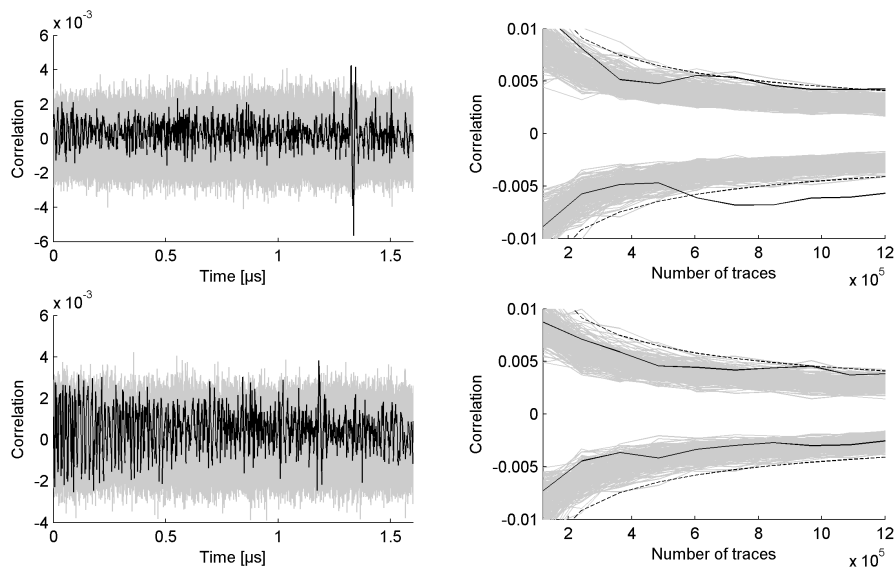 x 10⁻³
6
4
2
0
-2
-4
-6
Correlation
0 0.5 1 1.5
Time [µs]
0.01
0.005
0
-0.005
-0.01
Correlation
2 4 6 8 10 12
Number of traces
x 10⁵
x 10⁻³
6
4
2
0
-2
-4
Correlation
0 0.5 1 1.5
Time [µs]
0.01
0.005
0
-0.005
-0.01
Correlation
2 4 6 8 10 12
Number of traces
x 10⁵